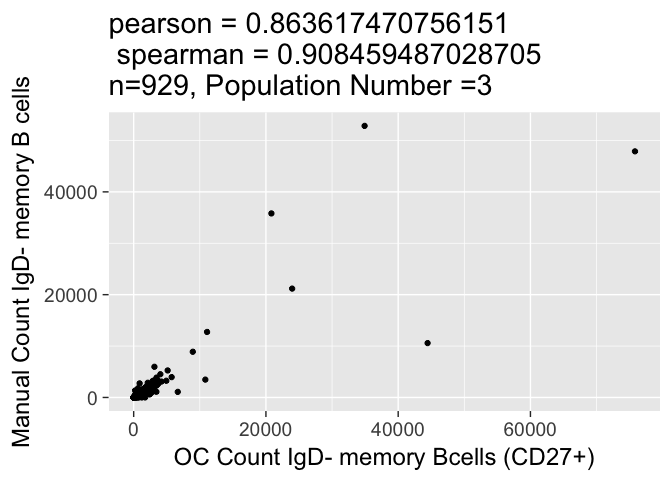 pearson = 0.863617470756151
spearman = 0.908459487028705
n=929, Population Number =3
Manual Count IgD- memory B cells
40000
20000
0
0
20000
40000
60000
OC Count IgD- memory Bcells (CD27+)